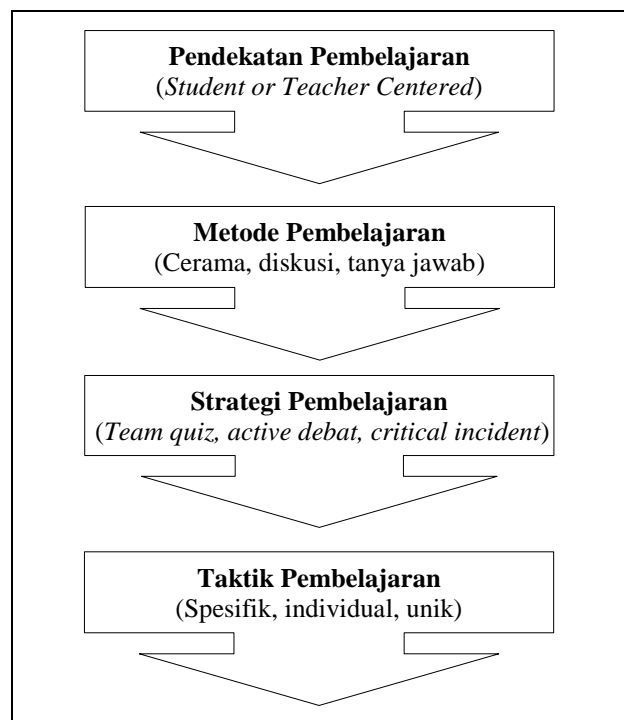 Pendekatan Pembelajaran
(Student or Teacher Centered)
Metode Pembelajaran
(Cerama, diskusi, tanya jawab)
Strategi Pembelajaran
(Team quiz, active debat, critical incident)
Taktik Pembelajaran
(Spesifik, individual, unik)